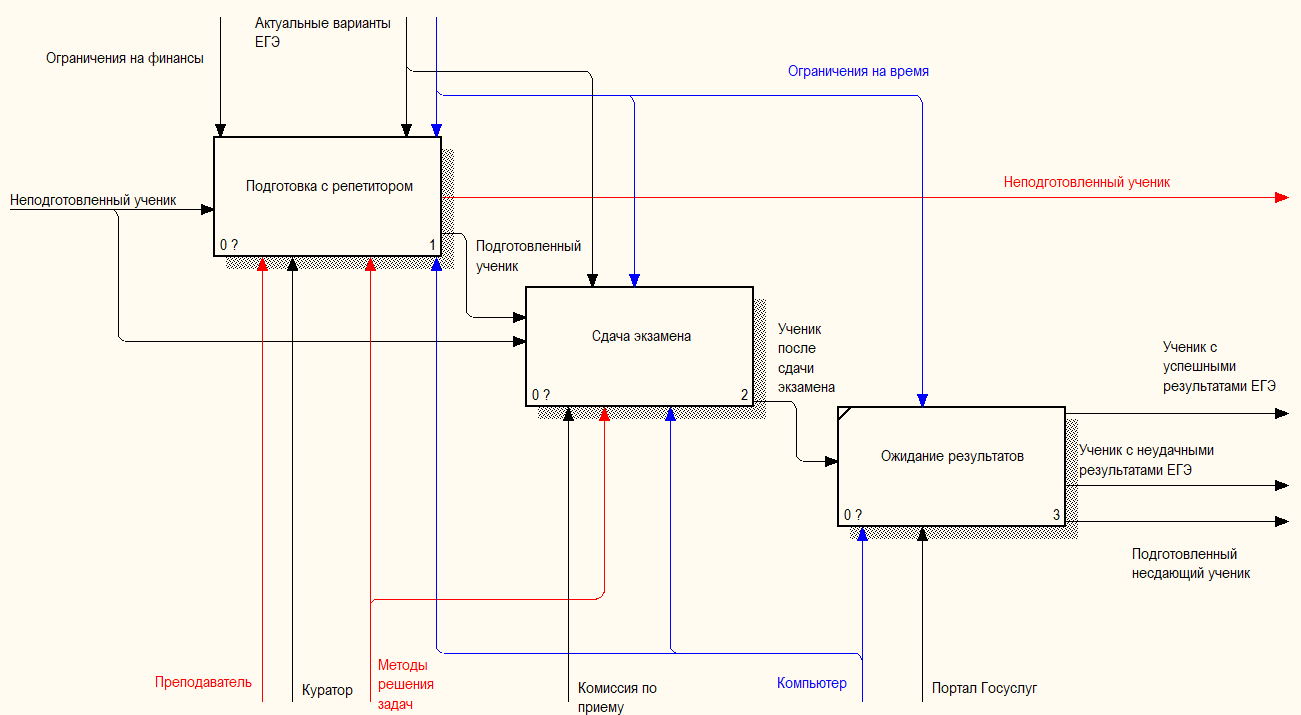 Актуальные варианты
ЕГЭ
Ограничения на финансы
Ограничения на время
Неподготовленный ученик
Подготовка с репетитором
0 ?
1
Неподготовленный ученик
Подготовленный
ученик
Сдача экзамена
0 ?
2
Ученик
после
сдачи
экзамена
Ученик с
успешными
результатами ЕГЭ
Ожидание результатов
0 ?
3
Ученик с неудачными
результатами ЕГЭ
Подготовленный
несдающий ученик
Преподаватель
Куратор
Методы
решения
задач
Комиссия по
приему
Компьютер
Портал Госуслуг